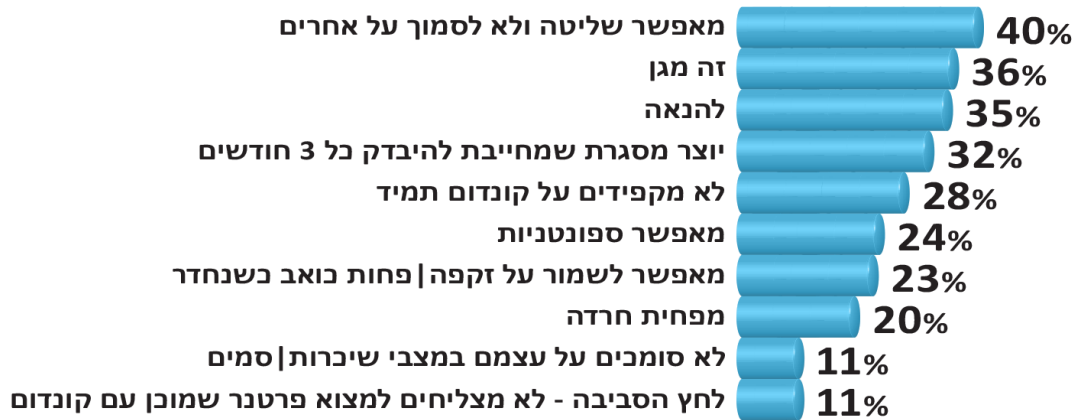 מאפשר שליטה ולא לסמוך על אחרים 40%
זה מגן 36%
להנאה 35%
יוצר מסגרת שמחייבת להיבדק כל 3 חודשים 32%
לא מקפידים על קונדום תמיד 28%
מאפשר ספונטניות 24%
מאפשר לשמור על זקפה|פחות כואב כשנחדר 23%
מפחית חרדה 20%
לא סומכים על עצמם במצבי שיכרות|סמים 11%
לחץ הסביבה - לא מצליחים למצוא פרטנר שמוכן עם קונדום 11%